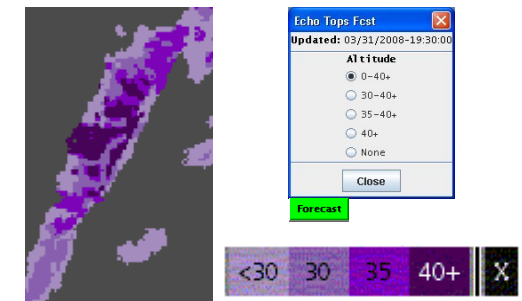 Echo Tops Fcst
Updated: 03/31/2008-19:30:00
Altitude
0-40+
30-40+
35-40+
40+
None
Close
Forecast
<30 30 35 40+ X